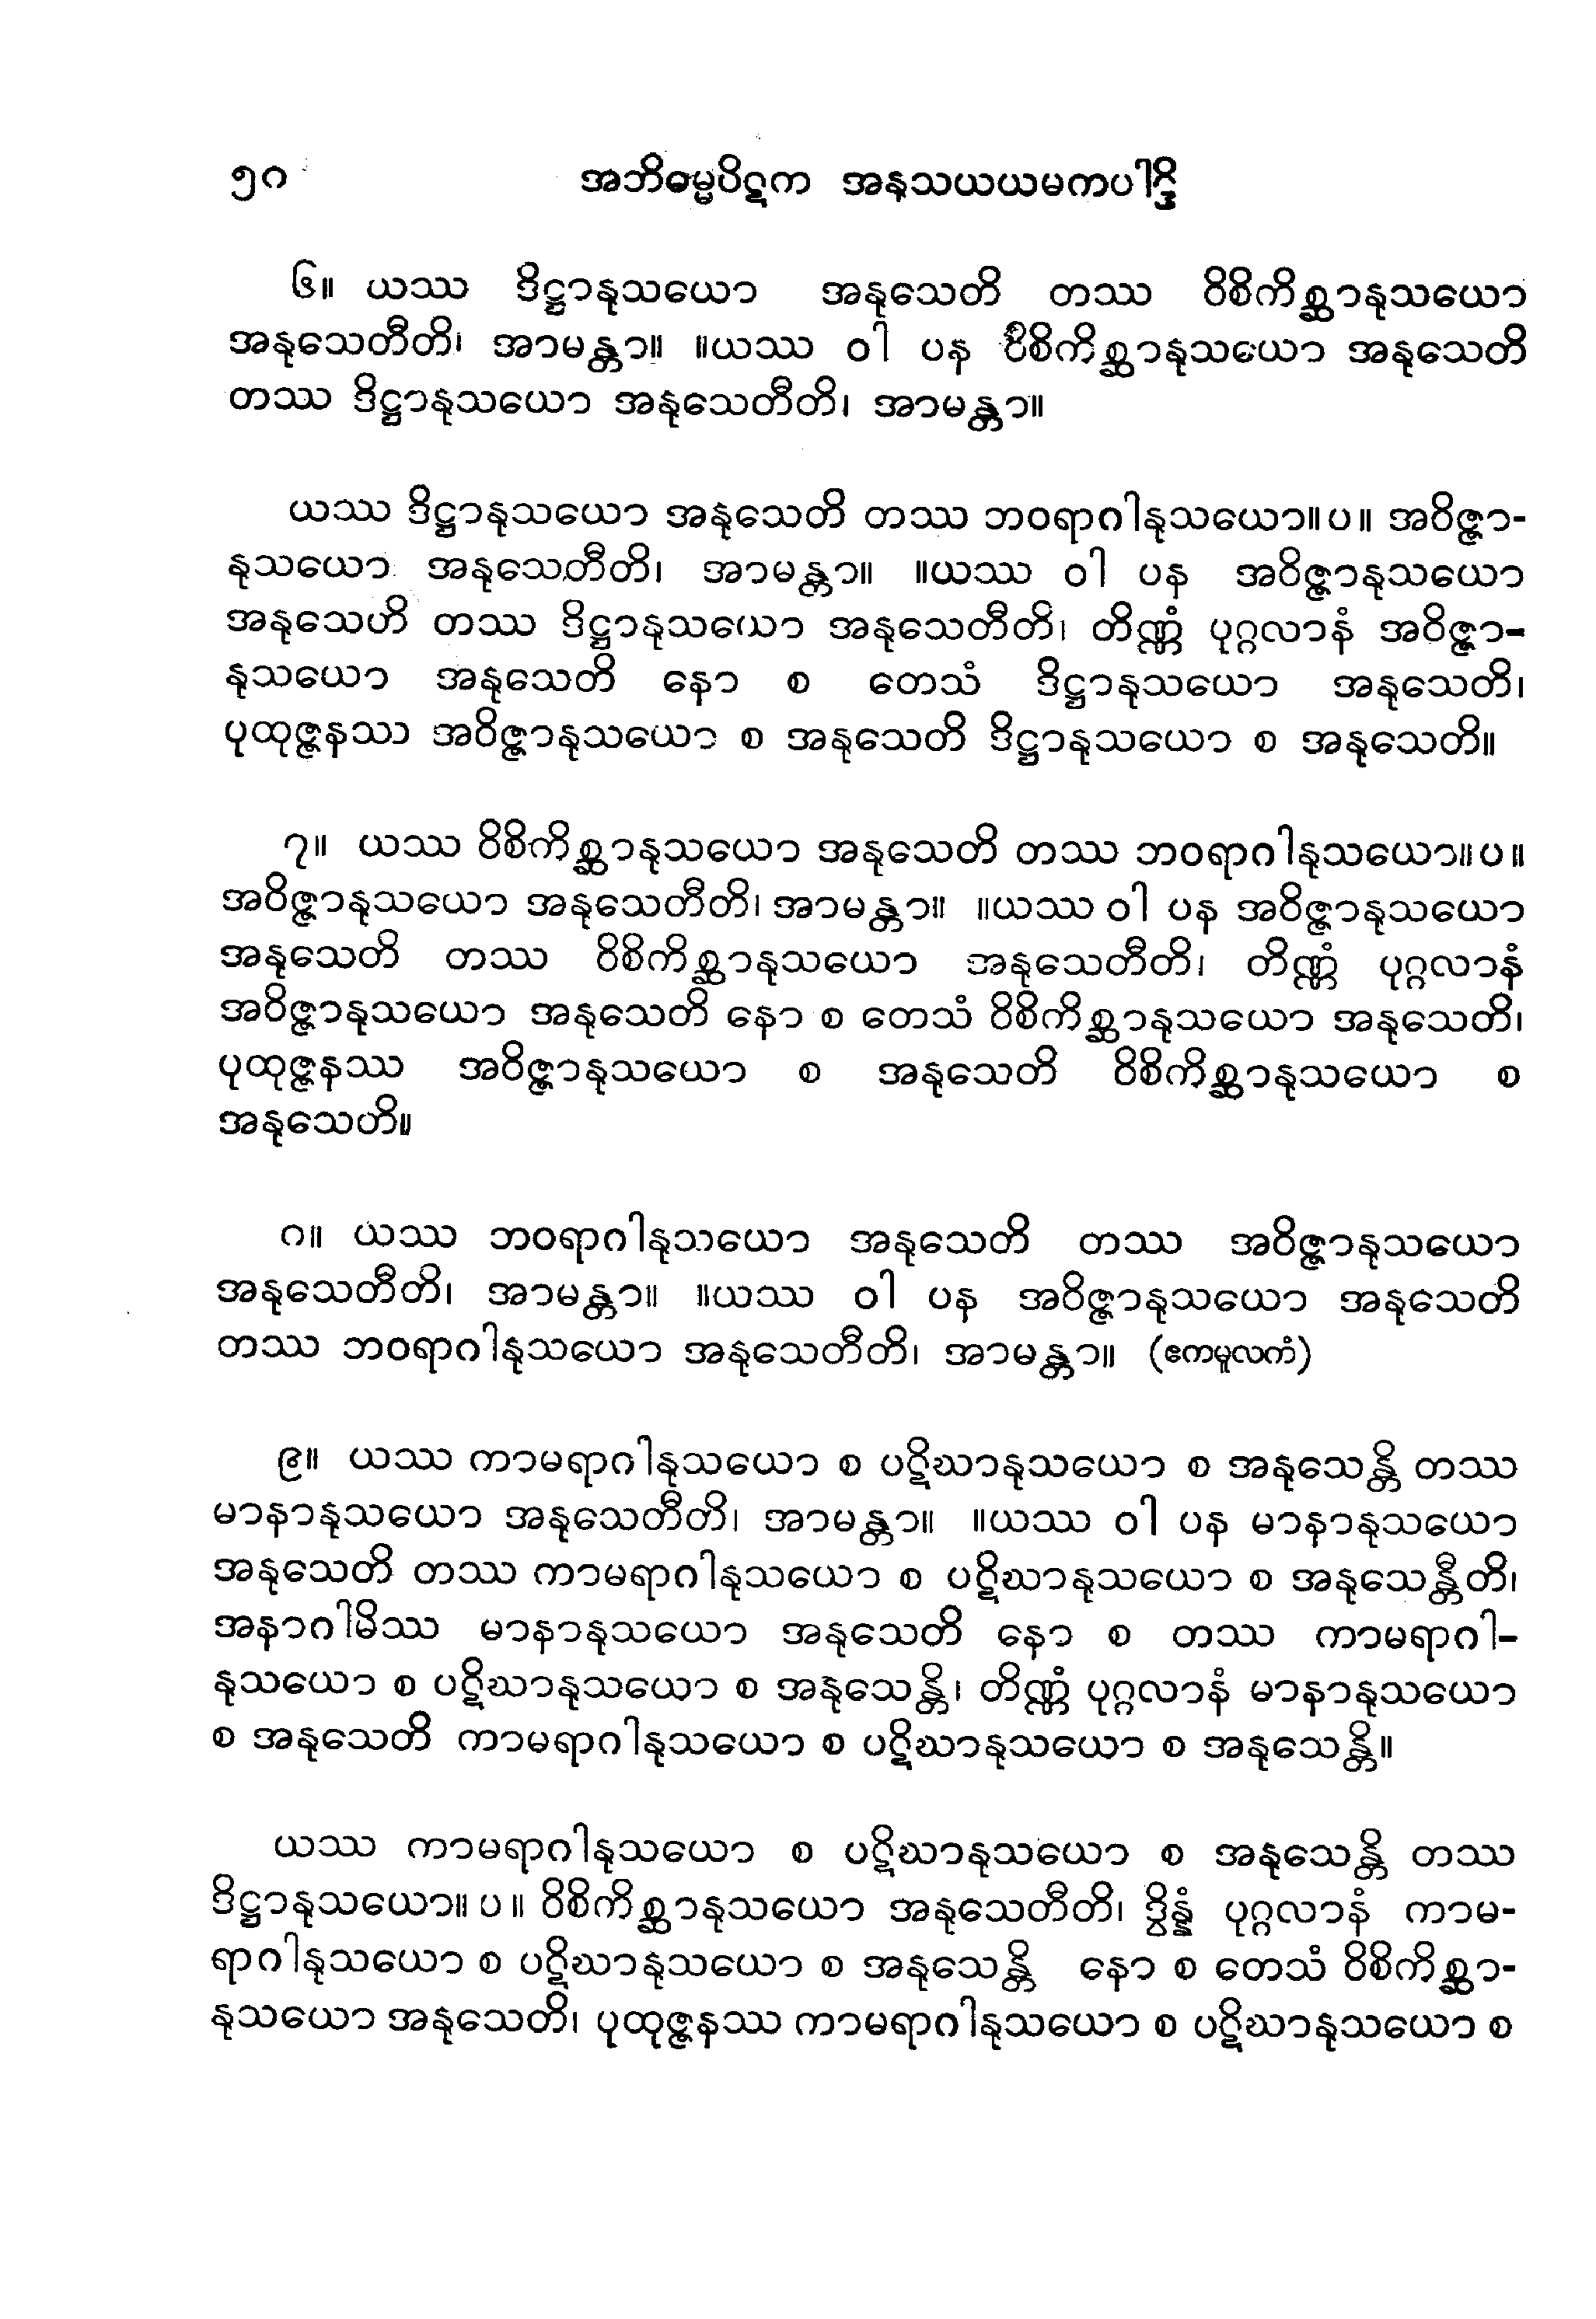 ၅၈ အဘိဓမ္မပိဋက အနုသယယမကပါဠိ
၆။ ယဿ ဒိဋ္ဌာနုသယော အနုသေတိ တဿ ဝိစိကိစ္ဆာနုသယော
အနုသေတီတိ၊ အာမန္တာ။ ။ယဿ ဝါ ပန ဝိစိကိစ္ဆာနုသယော အနုသေတိ
တဿ ဒိဋ္ဌာနုသယော အနုသေတီတိ၊ အာမန္တာ။
ယဿ ဒိဋ္ဌာနုသယော အနုသေတိ တဿ ဘဝရာဂါနုသယော။ပ။ အဝိဇ္ဇာ-
နုသယော အနုသေတီတိ၊ အာမန္တာ။ ။ယဿ ဝါ ပန အဝိဇ္ဇာနုသယော
အနုသေတိ တဿ ဒိဋ္ဌာနုသယော အနုသေတီတိ၊ တိဏ္ဏံ ပုဂ္ဂလာနံ အဝိဇ္ဇာ-
နုသယော အနုသေတိ နော စ တေသံ ဒိဋ္ဌာနုသယော အနုသေတိ၊
ပုထုဇ္ဇနဿ အဝိဇ္ဇာနုသယော စ အနုသေတိ ဒိဋ္ဌာနုသယော စ အနုသေတိ။
၇။ ယဿ ဝိစိကိစ္ဆာနုသယော အနုသေတိ တဿ ဘဝရာဂါနုသယော။ပ။
အဝိဇ္ဇာနုသယော အနုသေတီတိ၊ အာမန္တာ။ ။ယဿ ဝါ ပန အဝိဇ္ဇာနုသယော
အနုသေတိ တဿ ဝိစိကိစ္ဆာနုသယော အနုသေတီတိ၊ တိဏ္ဏံ ပုဂ္ဂလာနံ
အဝိဇ္ဇာနုသယော အနုသေတိ နော စ တေသံ ဝိစိကိစ္ဆာနုသယော အနုသေတိ၊
ပုထုဇ္ဇနဿ အဝိဇ္ဇာနုသယော စ အနုသေတိ ဝိစိကိစ္ဆာနုသယော စ
အနုသေတိ။
၈။ ယဿ ဘဝရာဂါနုသယော အနုသေတိ တဿ အဝိဇ္ဇာနုသယော
အနုသေတီတိ၊ အာမန္တာ။ ။ယဿ ဝါ ပန အဝိဇ္ဇာနုသယော အနုသေတိ
တဿ ဘဝရာဂါနုသယော အနုသေတီတိ၊ အာမန္တာ။ (ဧကမူလကံ)
၉။ ယဿ ကာမရာဂါနုသယော စ ပဋိဃာနုသယော စ အနုသေန္တိ တဿ
မာနာနုသယော အနုသေတီတိ၊ အာမန္တာ။ ။ယဿ ဝါ ပန မာနာနုသယော
အနုသေတိ တဿ ကာမရာဂါနုသယော စ ပဋိဃာနုသယော စ အနုသေန္တီတိ၊
အနာဂါမိဿ မာနာနုသယော အနုသေတိ နော စ တဿ ကာမရာဂါ-
နုသယော စ ပဋိဃာနုသယော စ အနုသေန္တိ၊ တိဏ္ဏံ ပုဂ္ဂလာနံ မာနာနုသယော
စ အနုသေတိ ကာမရာဂါနုသယော စ ပဋိဃာနုသယော စ အနုသေန္တိ။
ယဿ ကာမရာဂါနုသယော စ ပဋိဃာနုသယော စ အနုသေန္တိ တဿ
ဒိဋ္ဌာနုသယော။ပ။ ဝိစိကိစ္ဆာနုသယော အနုသေတီတိ၊ ဒွိန္နံ ပုဂ္ဂလာနံ ကာမ-
ရာဂါနုသယော စ ပဋိဃာနုသယော စ အနုသေန္တိ နော စ တေသံ ဝိစိကိစ္ဆာ-
နုသယော အနုသေတိ၊ ပုထုဇ္ဇနဿ ကာမရာဂါနုသယော စ ပဋိဃာနုသယော စ